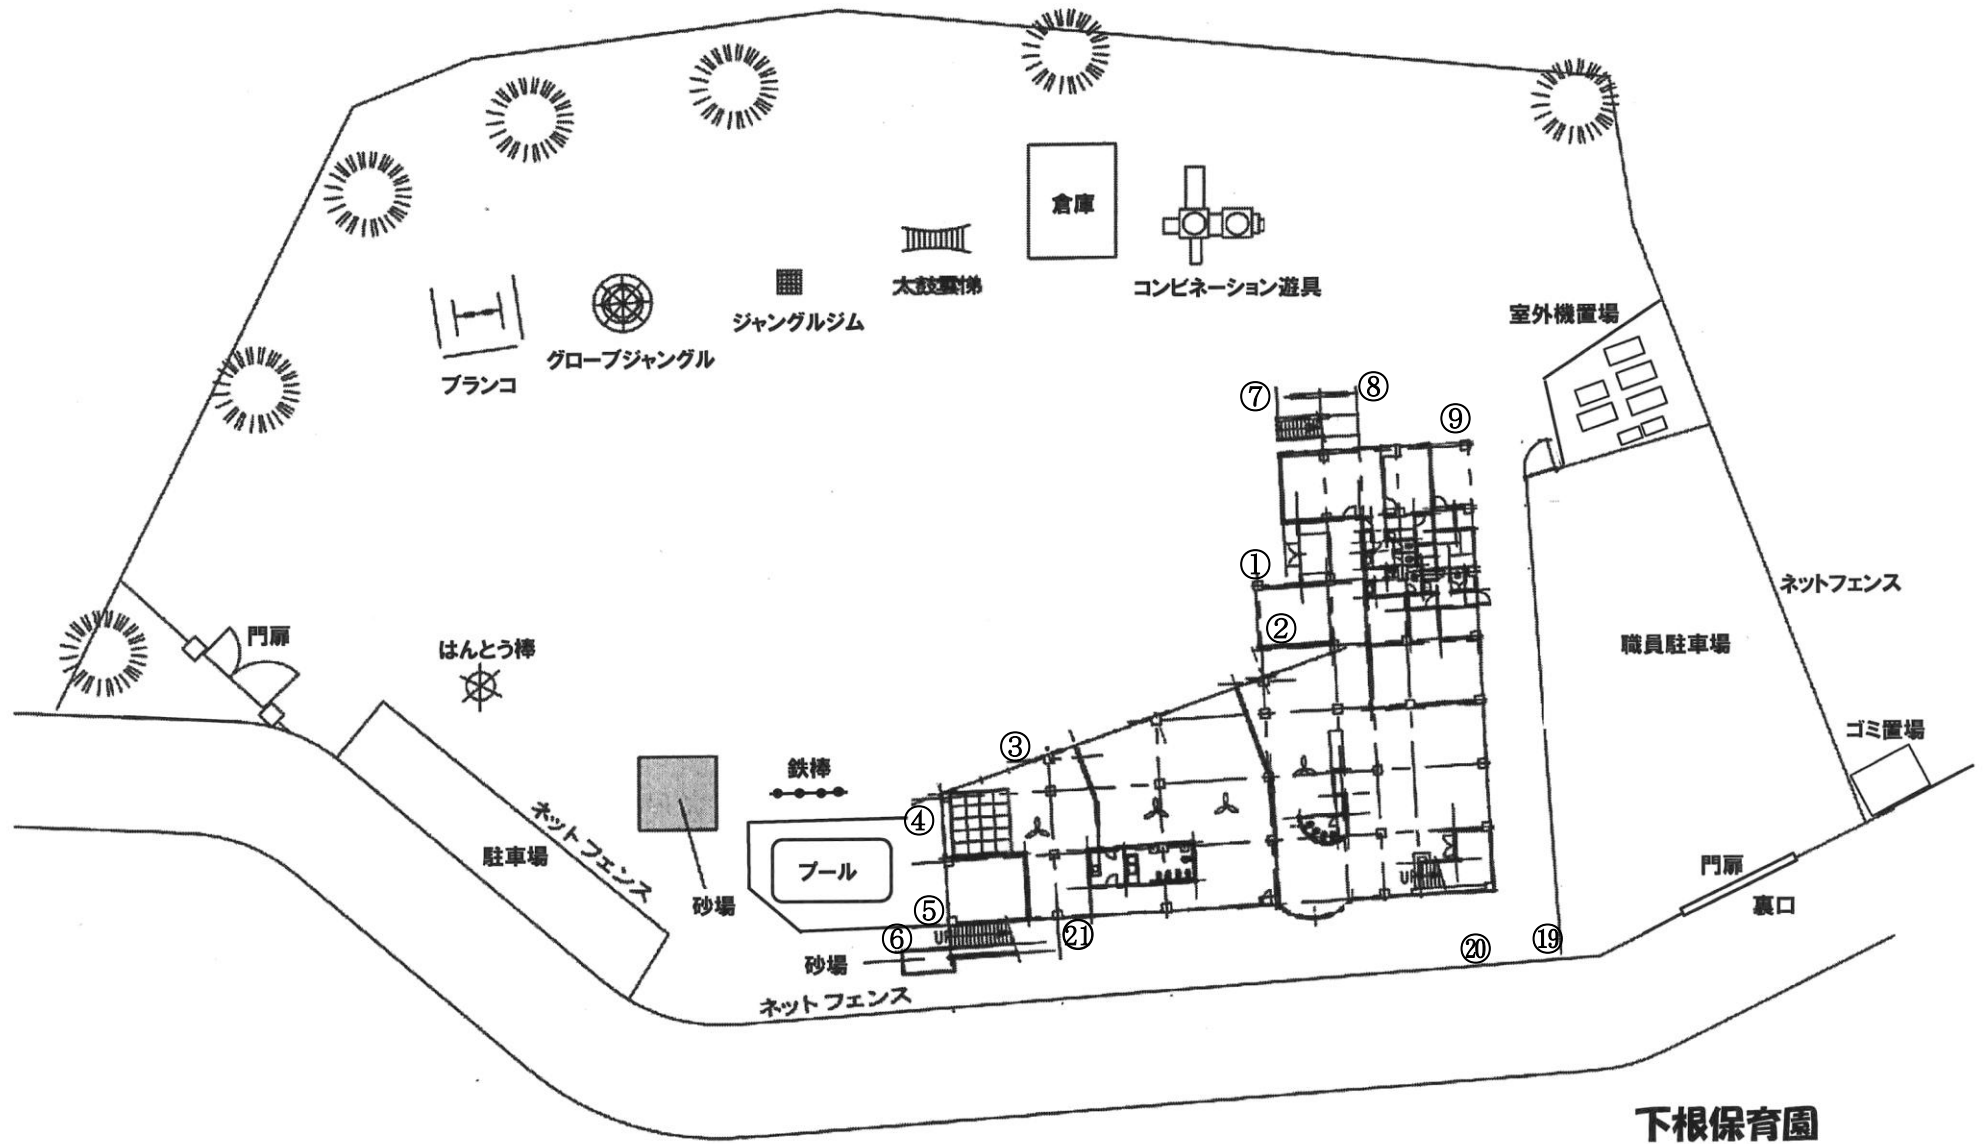 倉庫
太鼓雲梯
コンビネーション遊具
ジャングルジム
グローブジャングル
ブランコ
室外機置場
⑦
⑧
⑨
①
②
ネットフェンス
門扉
はんとう棒
職員駐車場
③
ゴミ置場
鉄棒
④
ネットフェンス
駐車場
プール
砂場
門扉
裏口
⑤
UP
UP
⑥
㉑
⑳
⑲
砂場
ネットフェンス
下根保育園